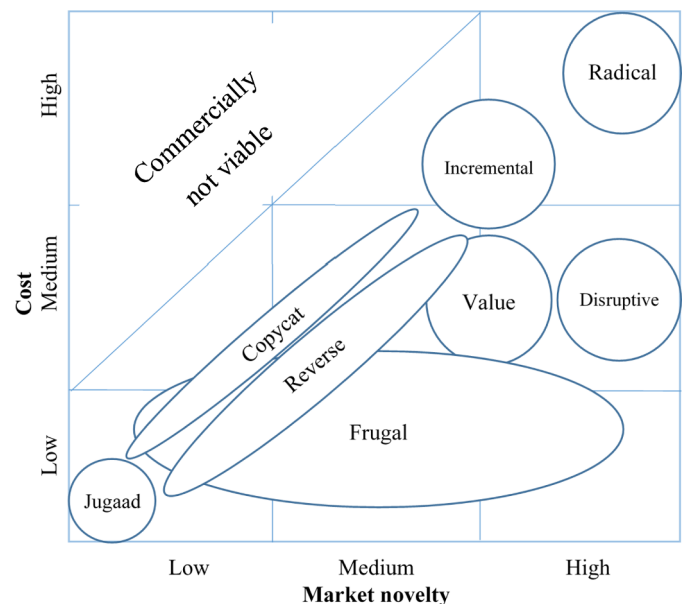 High
Radical
Commercially
not viable
Incremental
Cost
Medium
Copycat
Reverse
Value
Disruptive
Low
Frugal
Jugaad
Low
Medium
High
Market novelty